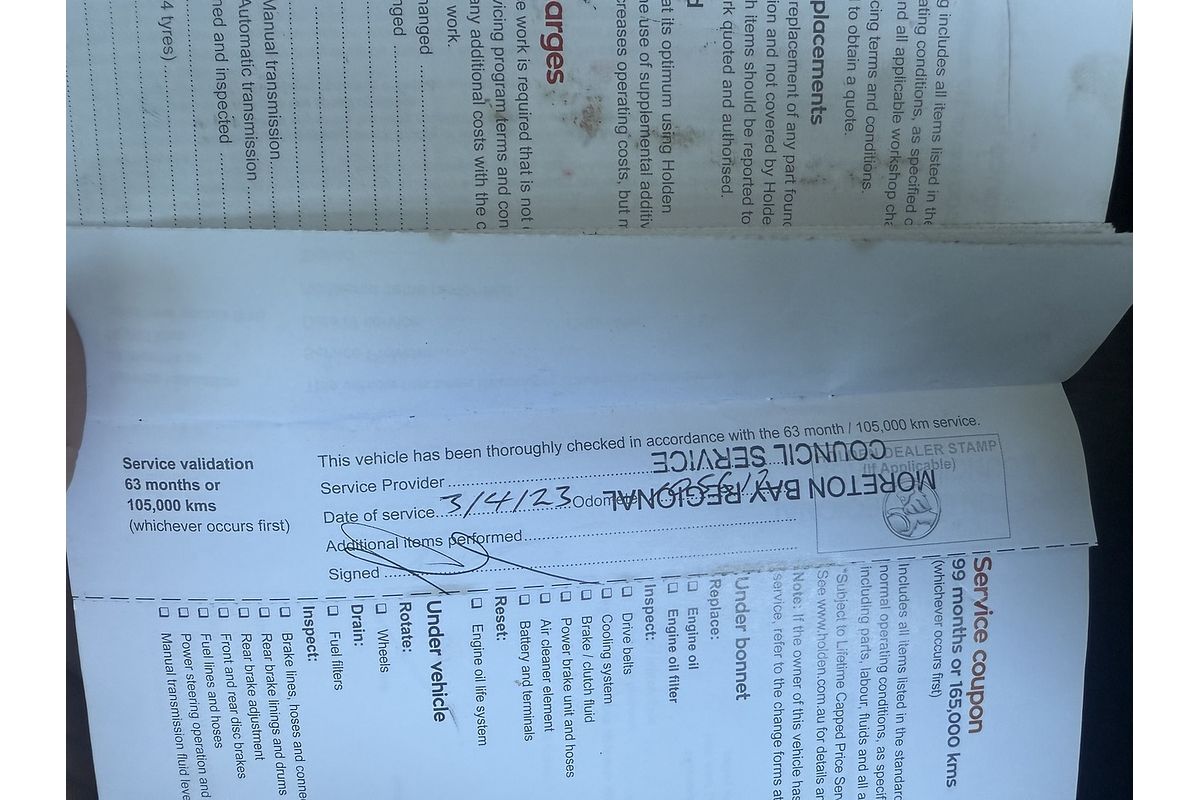 g includes all items listed in the
ating conditions, as specified
nd all applicable workshop
cing terms and conditions.
to obtain a quote.
placements
replacement of any part found
ion and not covered by Holde
h items should be reported to
rk quoted and authorised.
d
at its optimum using Holden
he use of supplemental additiv
creases operating costs, but
arges
e work is required that is not
vicing program terms and con
any additional costs with the
work.
hanged
nged
Manual transmission
Automatic transmission
ned and inspected
4 tyres)
Service validation
63 months or
105,000 kms
(whichever occurs first)
This vehicle has been thoroughly checked in accordance with the 63 month / 105,000 km service.
Service Provider
Date of service 3/4/23 Odom
Additional items performed
Signed
DEALER STAMP
(If Applicable)
MORETON BAY REGIONAL
COUNCIL SERVICE
Service coupon
99 months or 165,000 kms
(whichever occurs first)
Includes all items listed in the standard
normal operating conditions, as specif
including parts, labour, fluids and all a
*Subject to Lifetime Capped Price Ser
See www.holden.com.au for details ar
Note: If the owner of this vehicle has
service, refer to the change forms at
Under bonnet
Replace:
Engine oil
Engine oil filter
Inspect:
Drive belts
Cooling system
Brake / clutch fluid
Power brake unit and hoses
Air cleaner element
Battery and terminals
Reset:
Engine oil life system
Under vehicle
Rotate:
Wheels
Drain:
Fuel filters
Inspect:
Brake lines, hoses and connec
Rear brake linings and drums
Rear brake adjustment
Front and rear disc brakes
Fuel lines and hoses
Power steering operation and
Manual transmission fluid leve